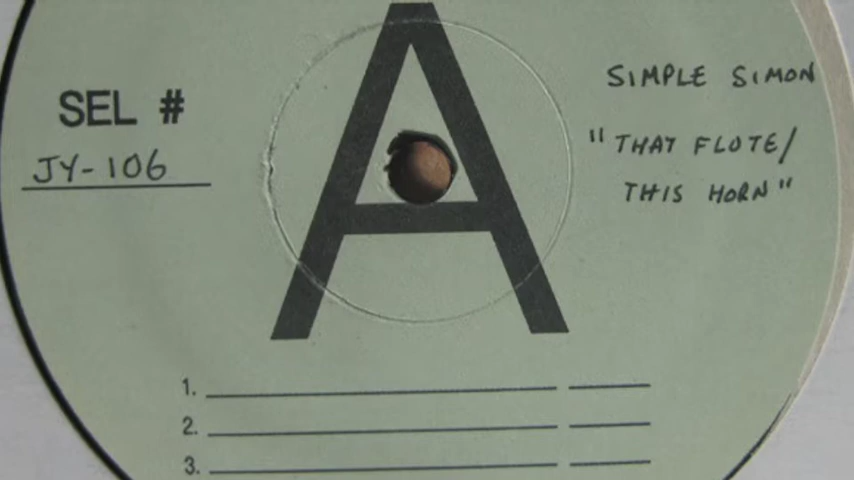 A
SEL #
JY-106
SIMPLE SIMON
"THAT FLOTE/
THIS HORN"
1.
2.
3.